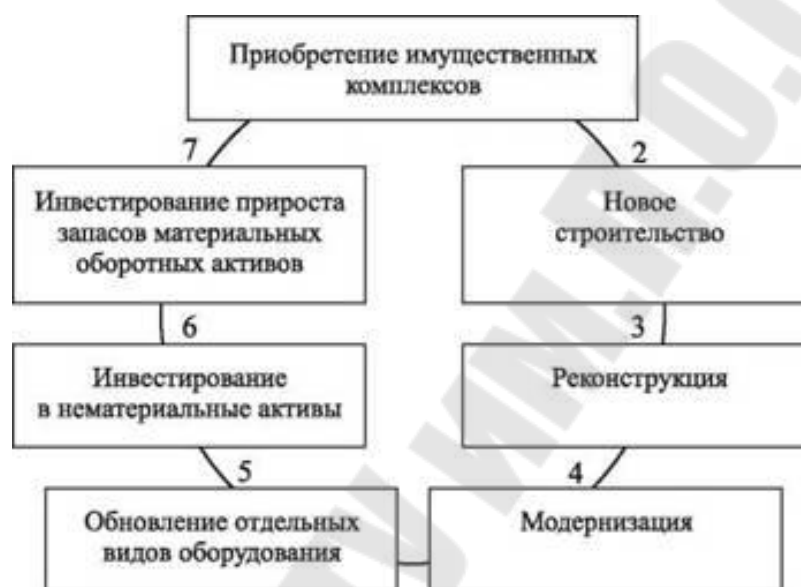 Приобретение имущественных
комплексов
7
2
Инвестирование прироста
запасов материальных
оборотных активов
Новое
строительство
6
3
Инвестирование
в нематериальные активы
Реконструкция
5
4
Обновление отдельных
видов оборудования
Модернизация